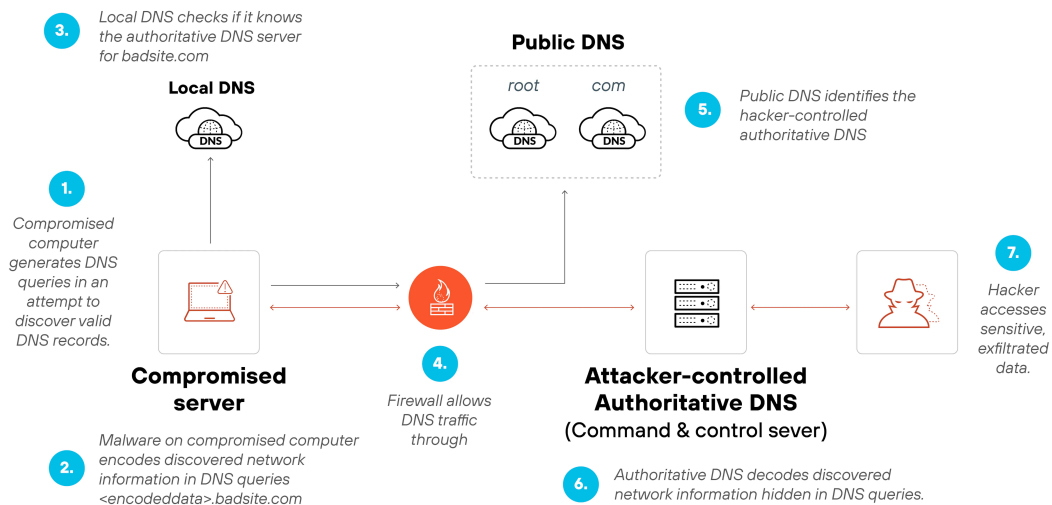 3.
Local DNS checks if it knows
the authoritative DNS server
for badsite.com
Local DNS
DNS
Public DNS
root
com
DNS
DNS
5.
Public DNS identifies the
hacker-controlled
authoritative DNS
1.
Compromised
computer
generates DNS
queries in an
attempt to
discover valid
DNS records.
Compromised
server
2.
Malware on compromised computer
encodes discovered network
information in DNS queries
<encodeddata>.badsite.com
4.
Firewall allows
DNS traffic
through
Attacker-controlled
Authoritative DNS
(Command & control sever)
6.
Authoritative DNS decodes discovered
network information hidden in DNS queries.
7.
Hacker
accesses
sensitive,
exfiltrated
data.